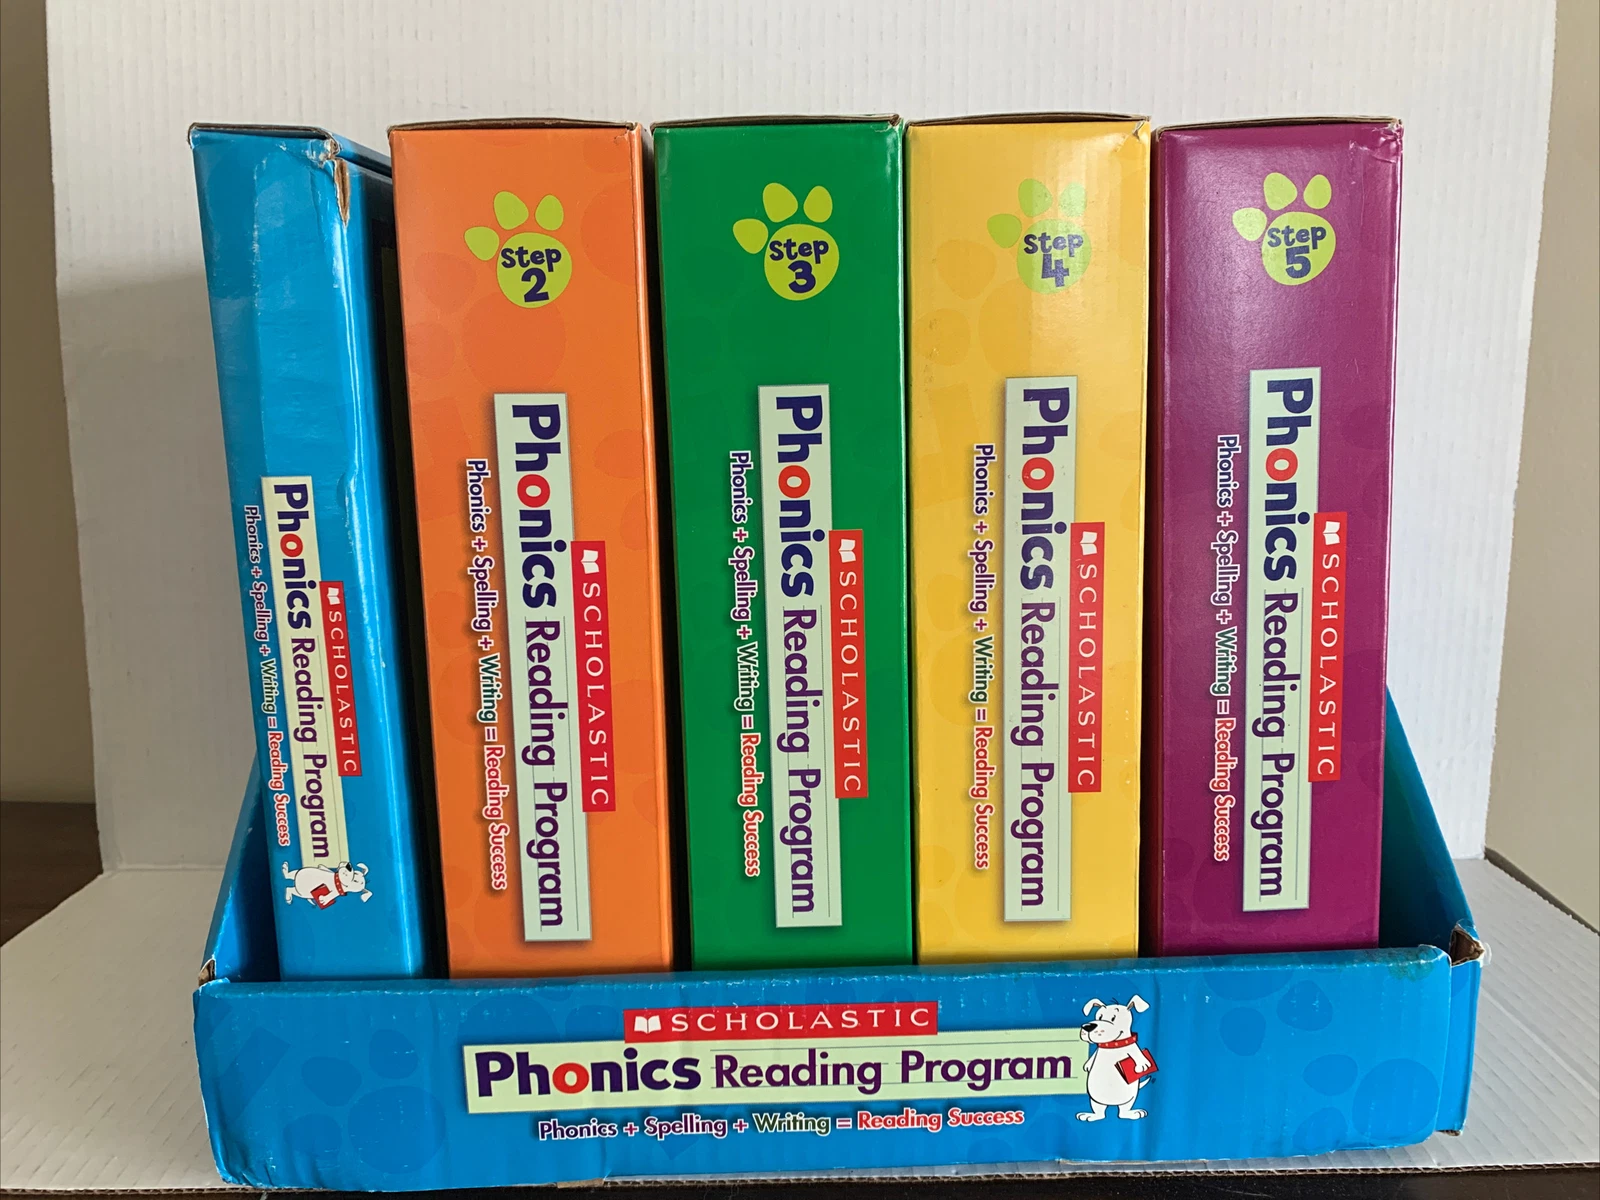 SCHOLASTIC
Phonics Reading Program
Phonics + Spelling + Writing = Reading Success
Step
2
SCHOLASTIC
Phonics Reading Program
Phonics + Spelling + Writing = Reading Success
Step
3
SCHOLASTIC
Phonics Reading Program
Phonics + Spelling + Writing = Reading Success
Step
4
SCHOLASTIC
Phonics Reading Program
Phonics + Spelling + Writing = Reading Success
Step
5
SCHOLASTIC
Phonics Reading Program
Phonics + Spelling + Writing = Reading Success
SCHOLASTIC
Phonics Reading Program
Phonics + Spelling + Writing = Reading Success